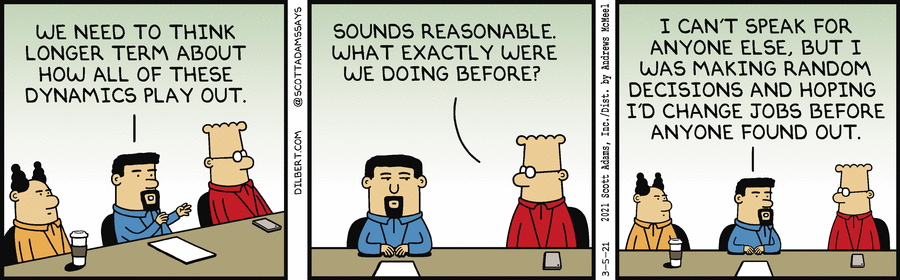 WE NEED TO THINK
LONGER TERM ABOUT
HOW ALL OF THESE
DYNAMICS PLAY OUT.
DILBERT.COM @SCOTTADAMSSAYS
SOUNDS REASONABLE.
WHAT EXACTLY WERE
WE DOING BEFORE?
3-5-21 2021 Scott Adams, Inc./Dist. by Andrews McMeel
I CAN'T SPEAK FOR
ANYONE ELSE, BUT I
WAS MAKING RANDOM
DECISIONS AND HOPING
I'D CHANGE JOBS BEFORE
ANYONE FOUND OUT.